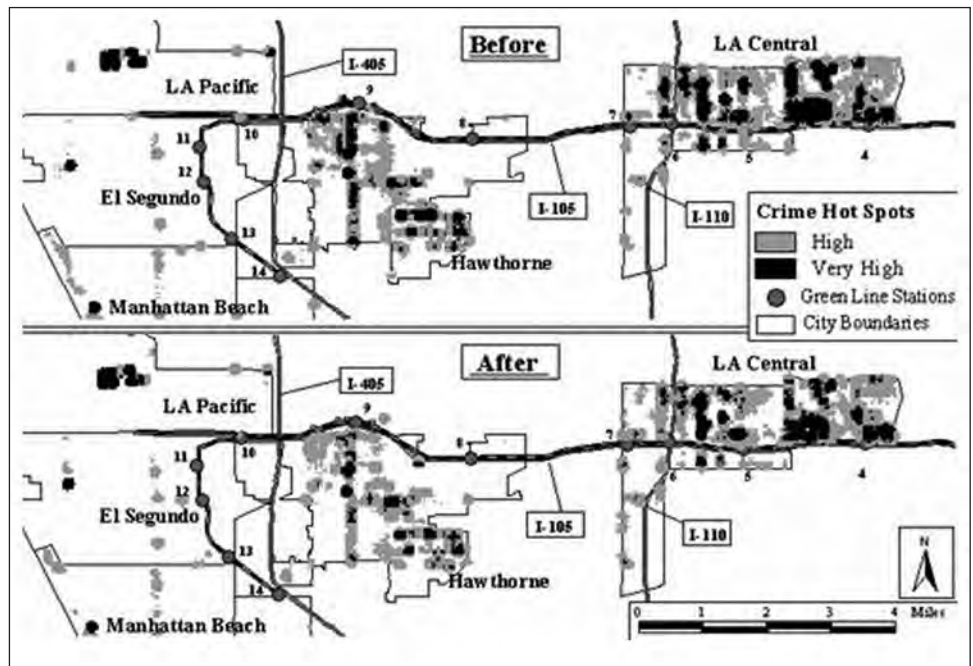 Before
LA Central
I-405
LA Pacific
9
10
8
7
11
12
El Segundo
6
5
4
I-105
I-110
13
14
Hawthorne
Manhattan Beach
Crime Hot Spots
High
Very High
Green Line Stations
City Boundaries
After
LA Central
I-405
LA Pacific
9
10
8
7
11
12
El Segundo
6
5
4
I-105
I-110
13
14
Hawthorne
Manhattan Beach
N
0 1 2 3 4 Miles